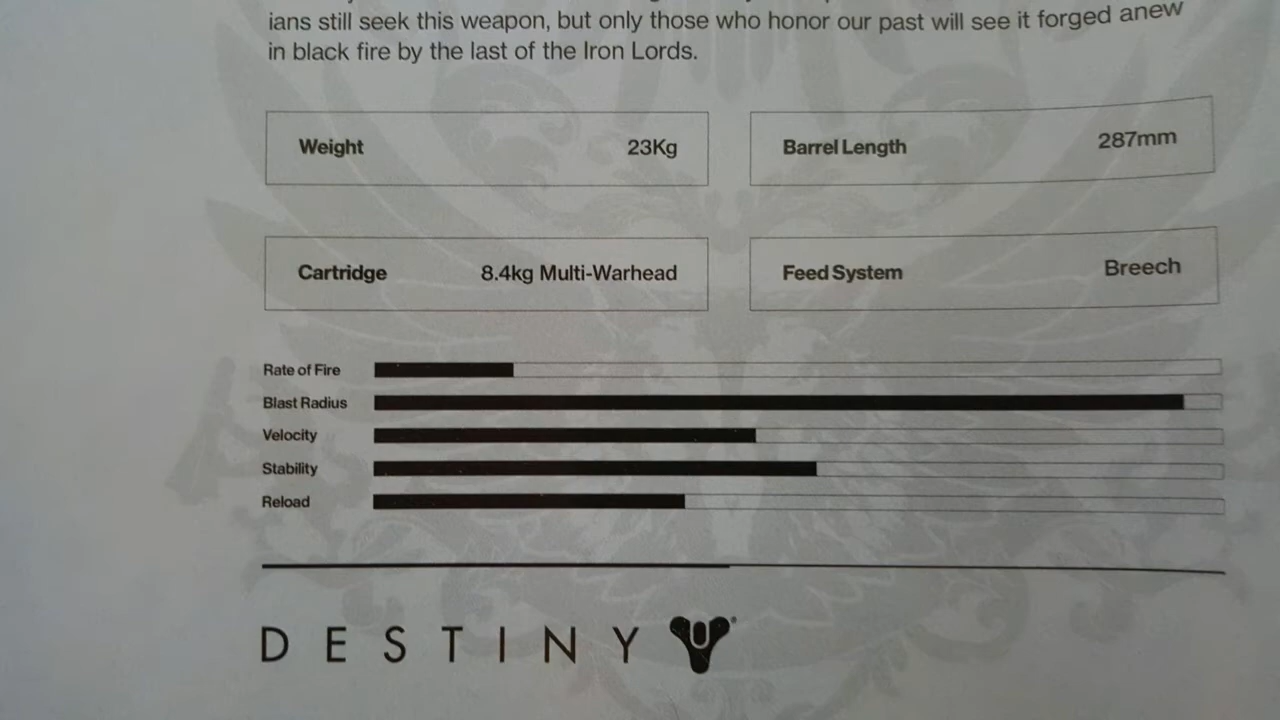 ians still seek this weapon, but only those who honor our past will see it forged anew
in black fire by the last of the Iron Lords.
Weight 23Kg
Barrel Length 287mm
Cartridge 8.4kg Multi-Warhead
Feed System Breech
Rate of Fire
Blast Radius
Velocity
Stability
Reload
DESTINY